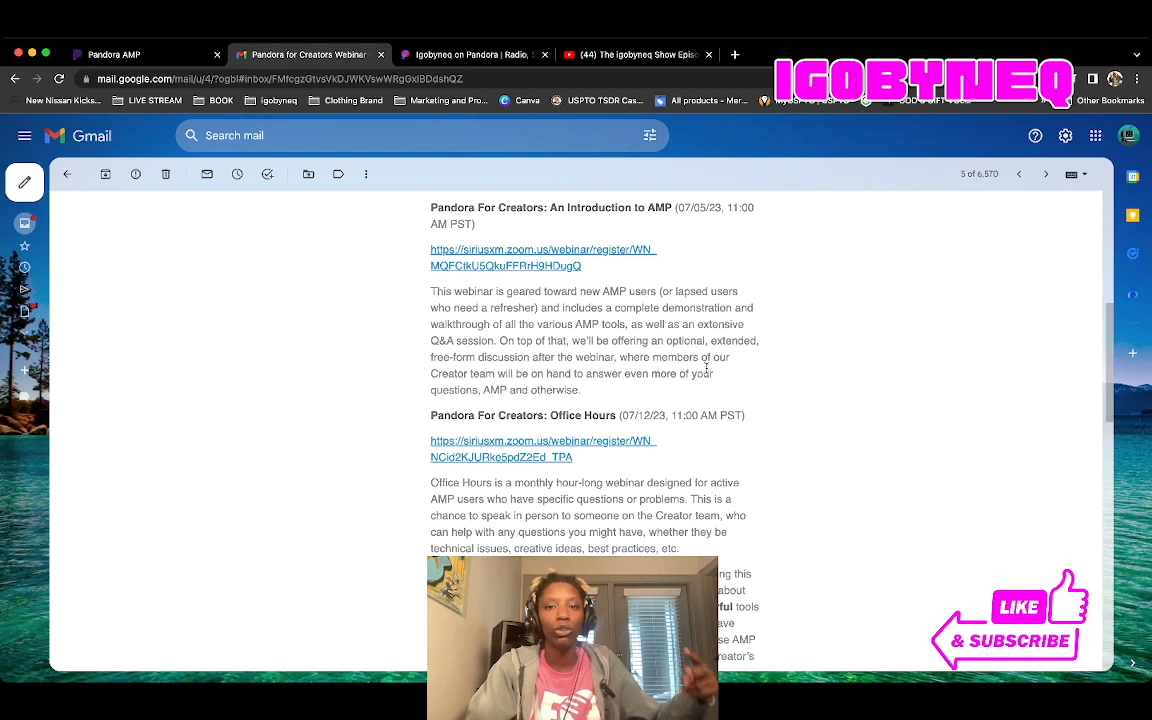 Pandora AMP
Pandora for Creators Webinar
Igobyneq on Pandora | Radio, S
(44) The igobyneq Show Episo
IGOBYNEQ
mail.google.com/mail/u/4/?ogbl#inbox/FMfcgzGtvsVkDJWKVswWRgGxlBDdshQZ
New Nissan Kicks...
LIVE STREAM
BOOK
igobyneq
Clothing Brand
Marketing and Pro...
Canva
USPTO TSDR Cas...
All products - Mer...
Other Bookmarks
Gmail
Search mail
5 of 6,570
Pandora For Creators: An Introduction to AMP (07/05/23, 11:00
AM PST)
https://siriusxm.zoom.us/webinar/register/WN_
MQFCtkU5QkuFFRrH9HDugQ
This webinar is geared toward new AMP users (or lapsed users
who need a refresher) and includes a complete demonstration and
walkthrough of all the various AMP tools, as well as an extensive
Q&A session. On top of that, we'll be offering an optional, extended,
free-form discussion after the webinar, where members of our
Creator team will be on hand to answer even more of your
questions, AMP and otherwise.
Pandora For Creators: Office Hours (07/12/23, 11:00 AM PST)
https://siriusxm.zoom.us/webinar/register/WN_
NCid2KJURke5pdZ2Ed_TPA
Office Hours is a monthly hour-long webinar designed for active
AMP users who have specific questions or problems. This is a
chance to speak in person to someone on the Creator team, who
can help with any questions you might have, whether they be
technical issues, creative ideas, best practices, etc.
ng this
about
rful tools
ave
se AMP
creator's
LIKE
& SUBSCRIBE